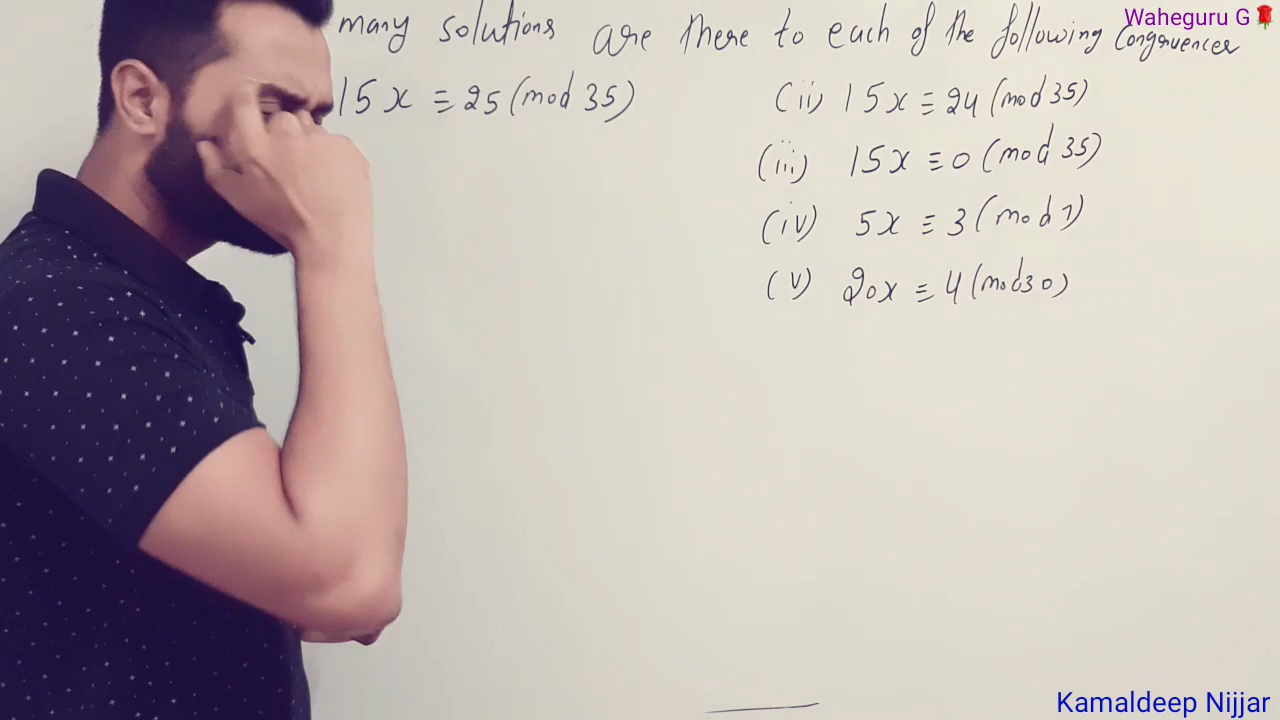 Waheguru G🌹
many solutions are there to each of the following Congruences
15x ≡ 25 (mod 35)
(ii) 15x ≡ 24 (mod 35)
(iii) 15x ≡ 0 (mod 35)
(iv) 5x ≡ 3 (mod 7)
(v) 20x ≡ 4 (mod 30)
Kamaldeep Nijjar